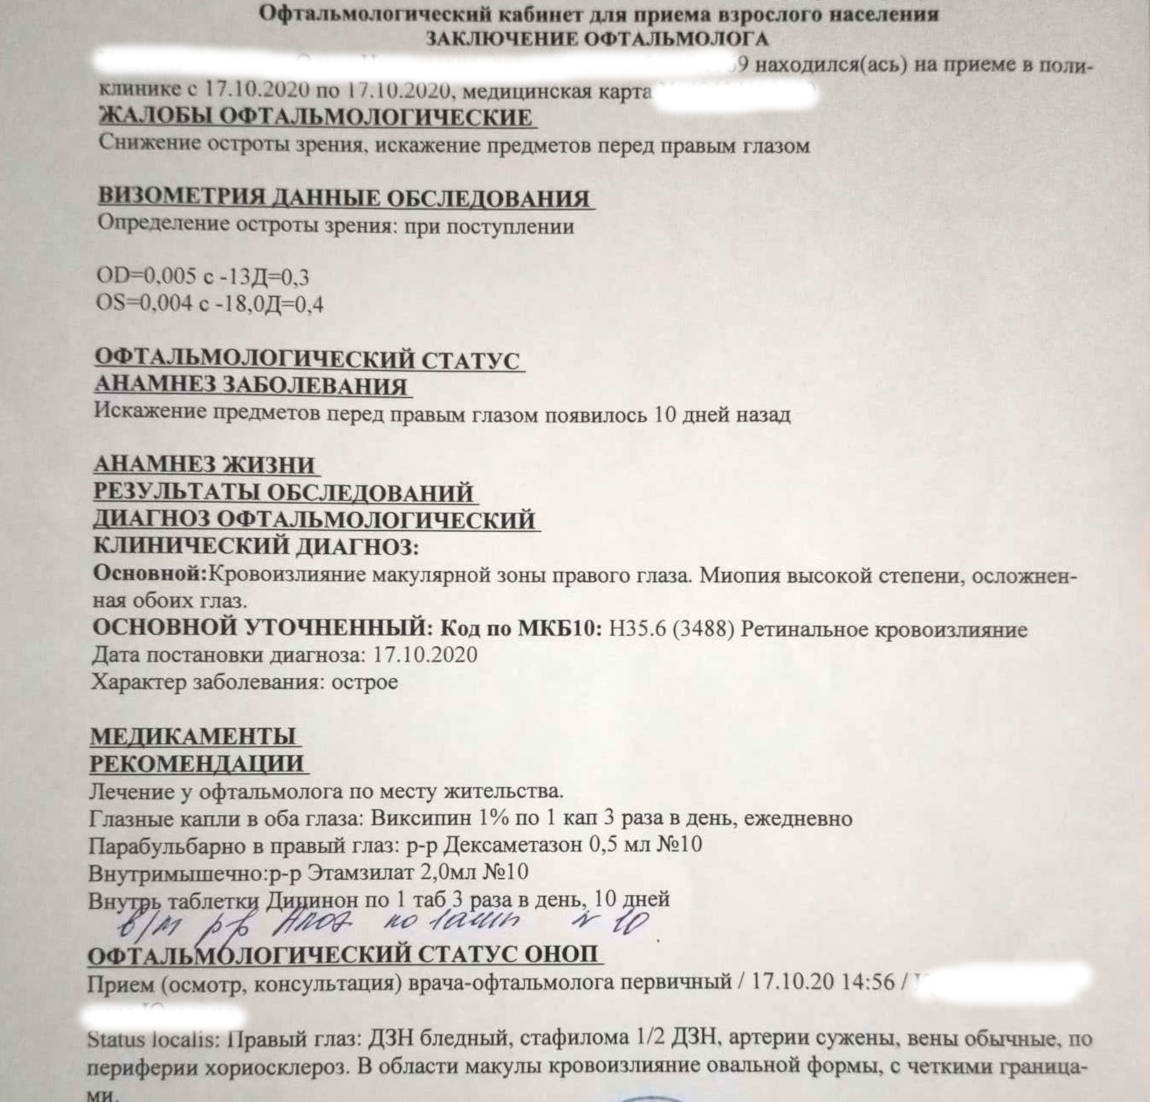 Офтальмологический кабинет для приема взрослого населения
ЗАКЛЮЧЕНИЕ ОФТАЛЬМОЛОГА
9 находился(ась) на приеме в поли-
клинике с 17.10.2020 по 17.10.2020, медицинская карта
ЖАЛОБЫ ОФТАЛЬМОЛОГИЧЕСКИЕ
Снижение остроты зрения, искажение предметов перед правым глазом
ВИЗОМЕТРИЯ ДАННЫЕ ОБСЛЕДОВАНИЯ
Определение остроты зрения: при поступлении
OD=0,005 с -13Д=0,3
OS=0,004 с -18,0Д=0,4
ОФТАЛЬМОЛОГИЧЕСКИЙ СТАТУС
АНАМНЕЗ ЗАБОЛЕВАНИЯ
Искажение предметов перед правым глазом появилось 10 дней назад
АНАМНЕЗ ЖИЗНИ
РЕЗУЛЬТАТЫ ОБСЛЕДОВАНИЙ
ДИАГНОЗ ОФТАЛЬМОЛОГИЧЕСКИЙ
КЛИНИЧЕСКИЙ ДИАГНОЗ:
Основной:Кровоизлияние макулярной зоны правого глаза. Миопия высокой степени, осложнен-
ная обоих глаз.
ОСНОВНОЙ УТОЧНЕННЫЙ: Код по МКБ10: H35.6 (3488) Ретинальное кровоизлияние
Дата постановки диагноза: 17.10.2020
Характер заболевания: острое
МЕДИКАМЕНТЫ
РЕКОМЕНДАЦИИ
Лечение у офтальмолога по месту жительства.
Глазные капли в оба глаза: Виксипин 1% по 1 кап 3 раза в день, ежедневно
Парабульбарно в правый глаз: р-р Дексаметазон 0,5 мл №10
Внутримышечно:р-р Этамзилат 2,0мл №10
Внутрь таблетки Дицинон по 1 таб 3 раза в день, 10 дней
в/м р-р Алоэ по N 10
ОФТАЛЬМОЛОГИЧЕСКИЙ СТАТУС ОНОП
Прием (осмотр, консультация) врача-офтальмолога первичный / 17.10.20 14:56 /
Status localis: Правый глаз: ДЗН бледный, стафилома 1/2 ДЗН, артерии сужены, вены обычные, по
периферии хориосклероз. В области макулы кровоизлияние овальной формы, с четкими граница-
ми.